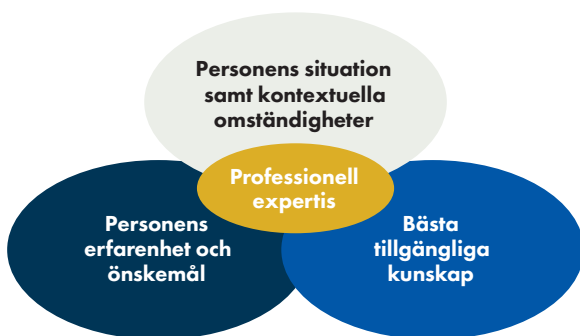 Personens situation
samt kontextuella
omständigheter
Professionell
expertis
Personens
erfarenhet och
önskemål
Bästa
tillgängliga
kunskap